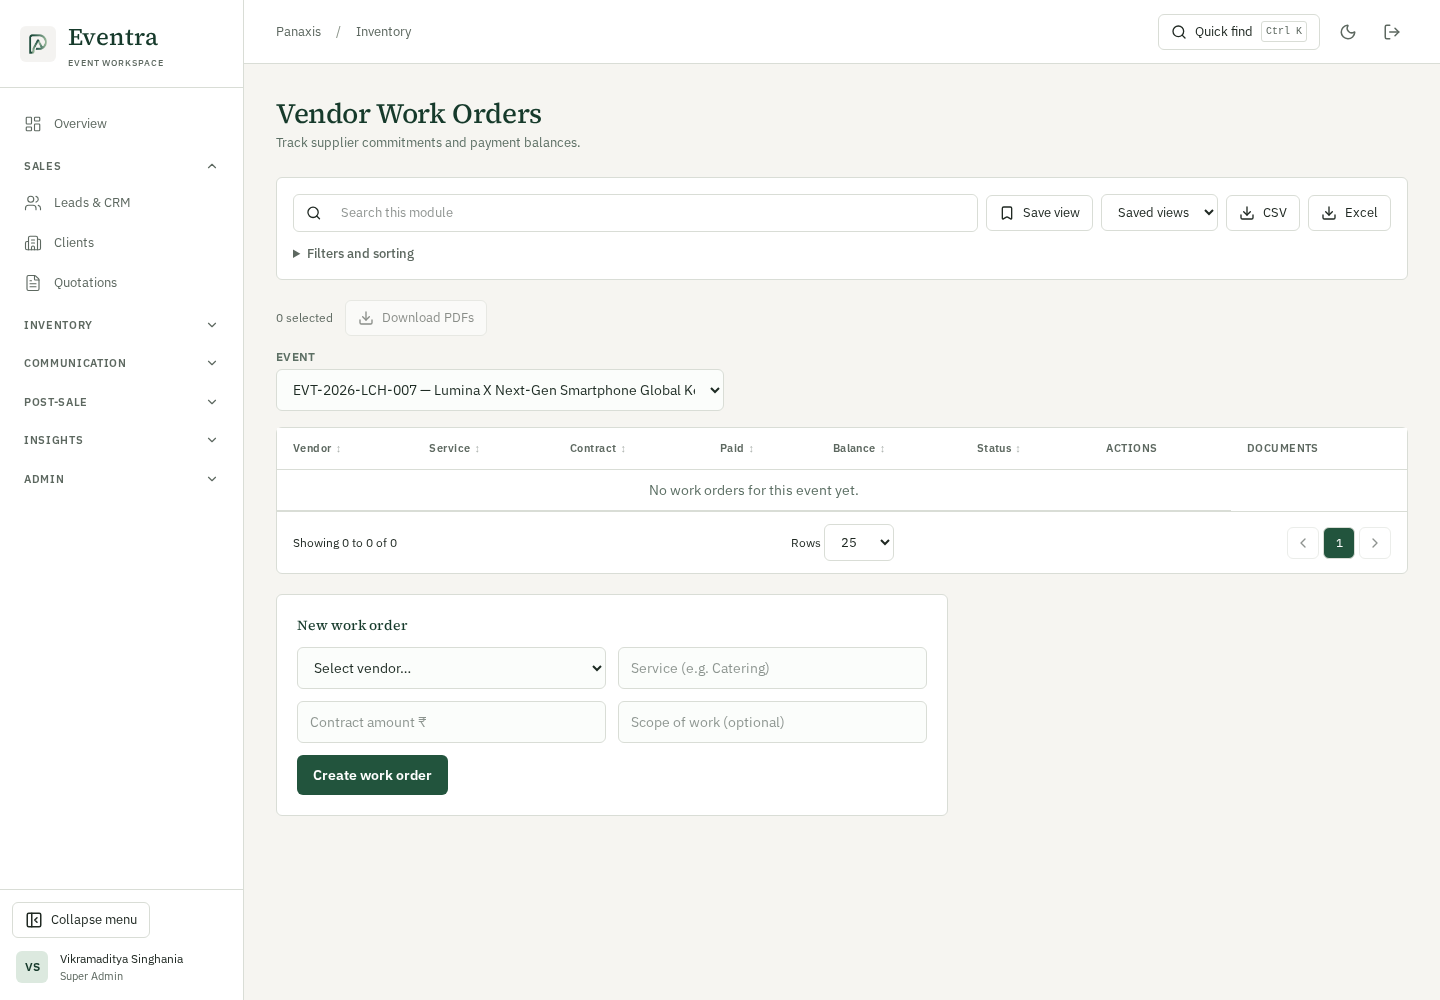 Eventra
EVENT WORKSPACE
Overview
SALES
Leads & CRM
Clients
Quotations
INVENTORY
COMMUNICATION
POST-SALE
INSIGHTS
ADMIN
Collapse menu
VS
Vikramaditya Singhania
Super Admin
Panaxis / Inventory
Quick find Ctrl K
Vendor Work Orders
Track supplier commitments and payment balances.
Search this module
Save view
Saved views
CSV
Excel
Filters and sorting
0 selected
Download PDFs
EVENT
EVT-2026-LCH-007 — Lumina X Next-Gen Smartphone Global
Vendor ↕ Service ↕ Contract ↕ Paid ↕ Balance ↕ Status ↕ ACTIONS DOCUMENTS
No work orders for this event yet.
Showing 0 to 0 of 0
Rows 25
1
New work order
Select vendor...
Service (e.g. Catering)
Contract amount ₹
Scope of work (optional)
Create work order